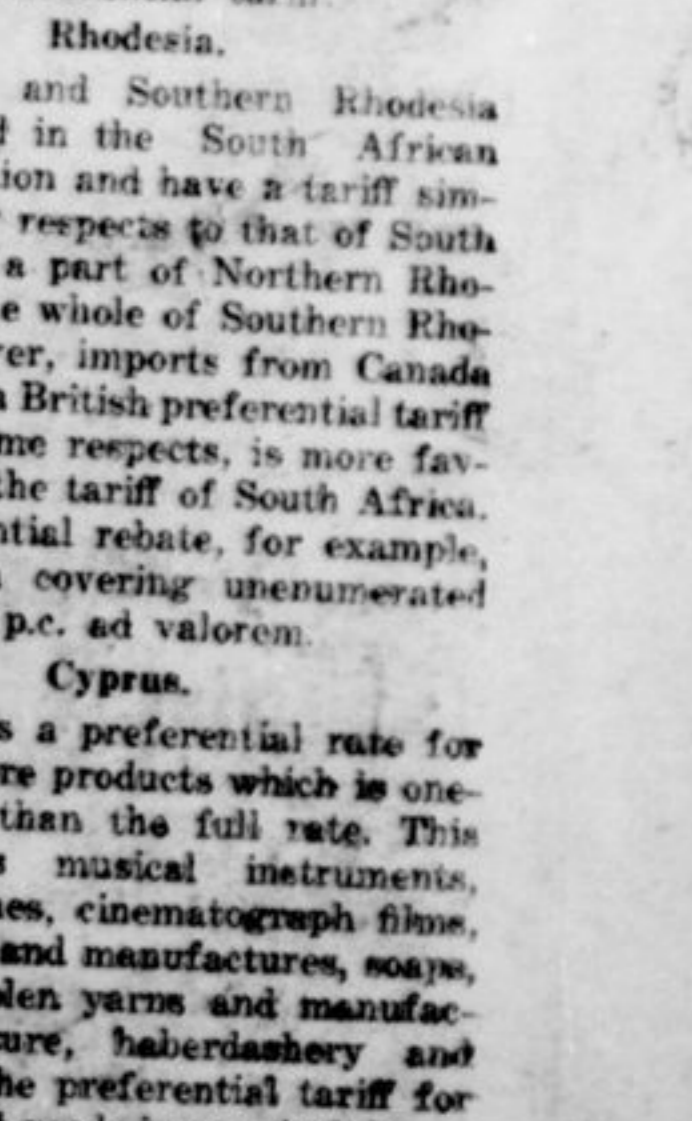 Rhodesia.
and Southern Rhodesia
in the South African
ion and have a tariff sim-
respects to that of South
a part of Northern Rho-
e whole of Southern Rho-
er, imports from Canada
British preferential tariff
me respects, is more fav-
the tariff of South Africa.
ntial rebate, for example,
covering unenumerated
p.c. ad valorem.
Cyprus.
s a preferential rate for
re products which is one-
than the full rate. This
s musical instruments,
nes, cinematograph films,
and manufactures, soaps,
len yarns and manufac-
ure, haberdashery and
he preferential tariff for